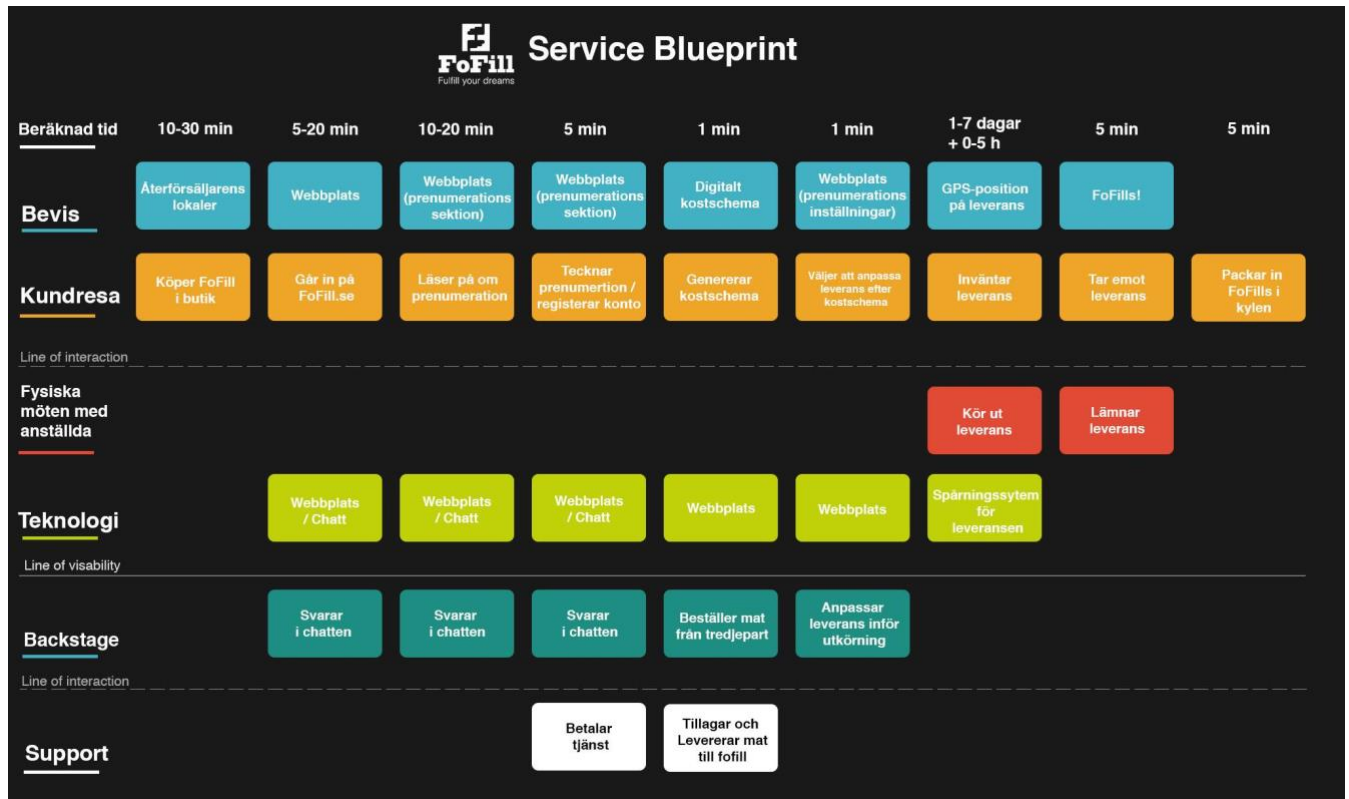 FoFill
Fulfill your dreams
Service Blueprint
Beräknad tid
10-30 min
5-20 min
10-20 min
5 min
1 min
1 min
1-7 dagar
+ 0-5 h
5 min
5 min
Bevis
Återförsäljarens
lokaler
Webbplats
Webbplats
(prenumerations
sektion)
Webbplats
(prenumerations
sektion)
Digitalt
kostschema
Webbplats
(prenumerations
inställningar)
GPS-position
på leverans
FoFills!
Kundresa
Köper FoFill
i butik
Går in på
FoFill.se
Läser på om
prenumeration
Tecknar
prenumertion /
registerar konto
Genererar
kostschema
Väljer att anpassa
leverans efter
kostschema
Inväntar
leverans
Tar emot
leverans
Packar in
FoFills i
kylen
Line of interaction
Fysiska
möten med
anställda
Kör ut
leverans
Lämnar
leverans
Teknologi
Webbplats
/ Chatt
Webbplats
/ Chatt
Webbplats
/ Chatt
Webbplats
Webbplats
Spårningssytem
för
leveransen
Line of visability
Backstage
Svarar
i chatten
Svarar
i chatten
Svarar
i chatten
Beställer mat
från tredjepart
Anpassar
leverans inför
utkörning
Line of interaction
Support
Betalar
tjänst
Tillagar och
Levererar mat
till fofill